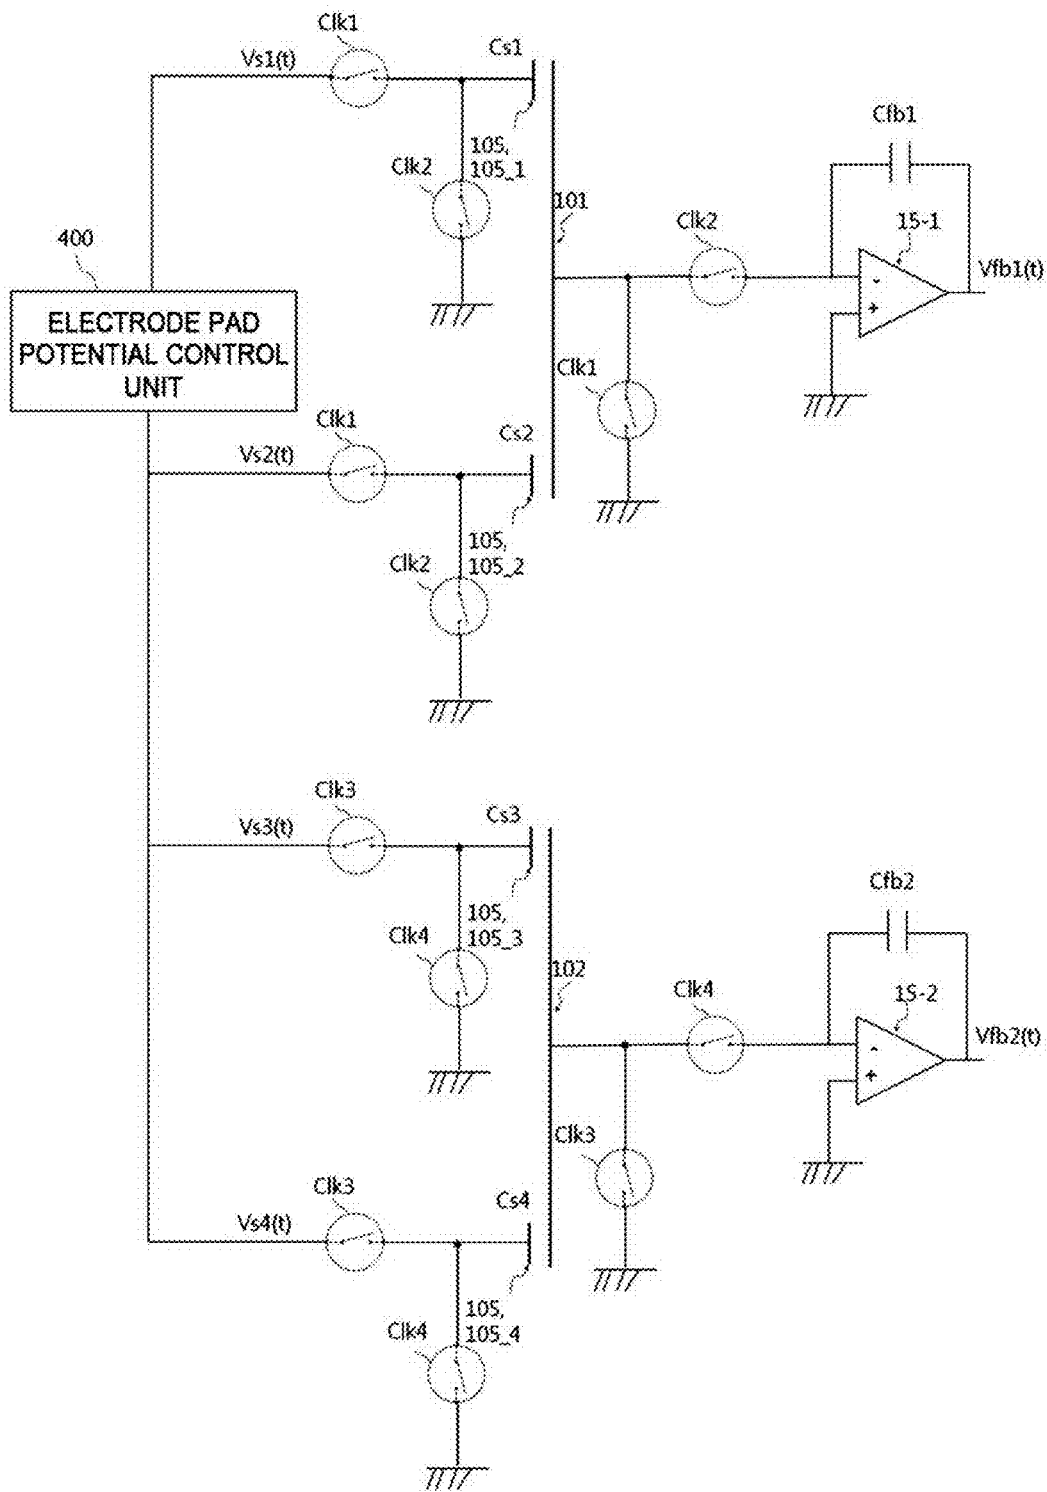 Clk1
Vs1(t)
Cs1
105,
105_1
Clk2
101
Cfb1
15-1
Clk2
Vfb1(t)
-
+
400
ELECTRODE PAD
POTENTIAL CONTROL
UNIT
Clk1
Clk1
Vs2(t)
Cs2
105,
105_2
Clk2
Clk3
Vs3(t)
Cs3
105,
105_3
Clk4
102
Cfb2
15-2
Clk4
Vfb2(t)
-
+
Clk3
Clk3
Vs4(t)
Cs4
105,
105_4
Clk4